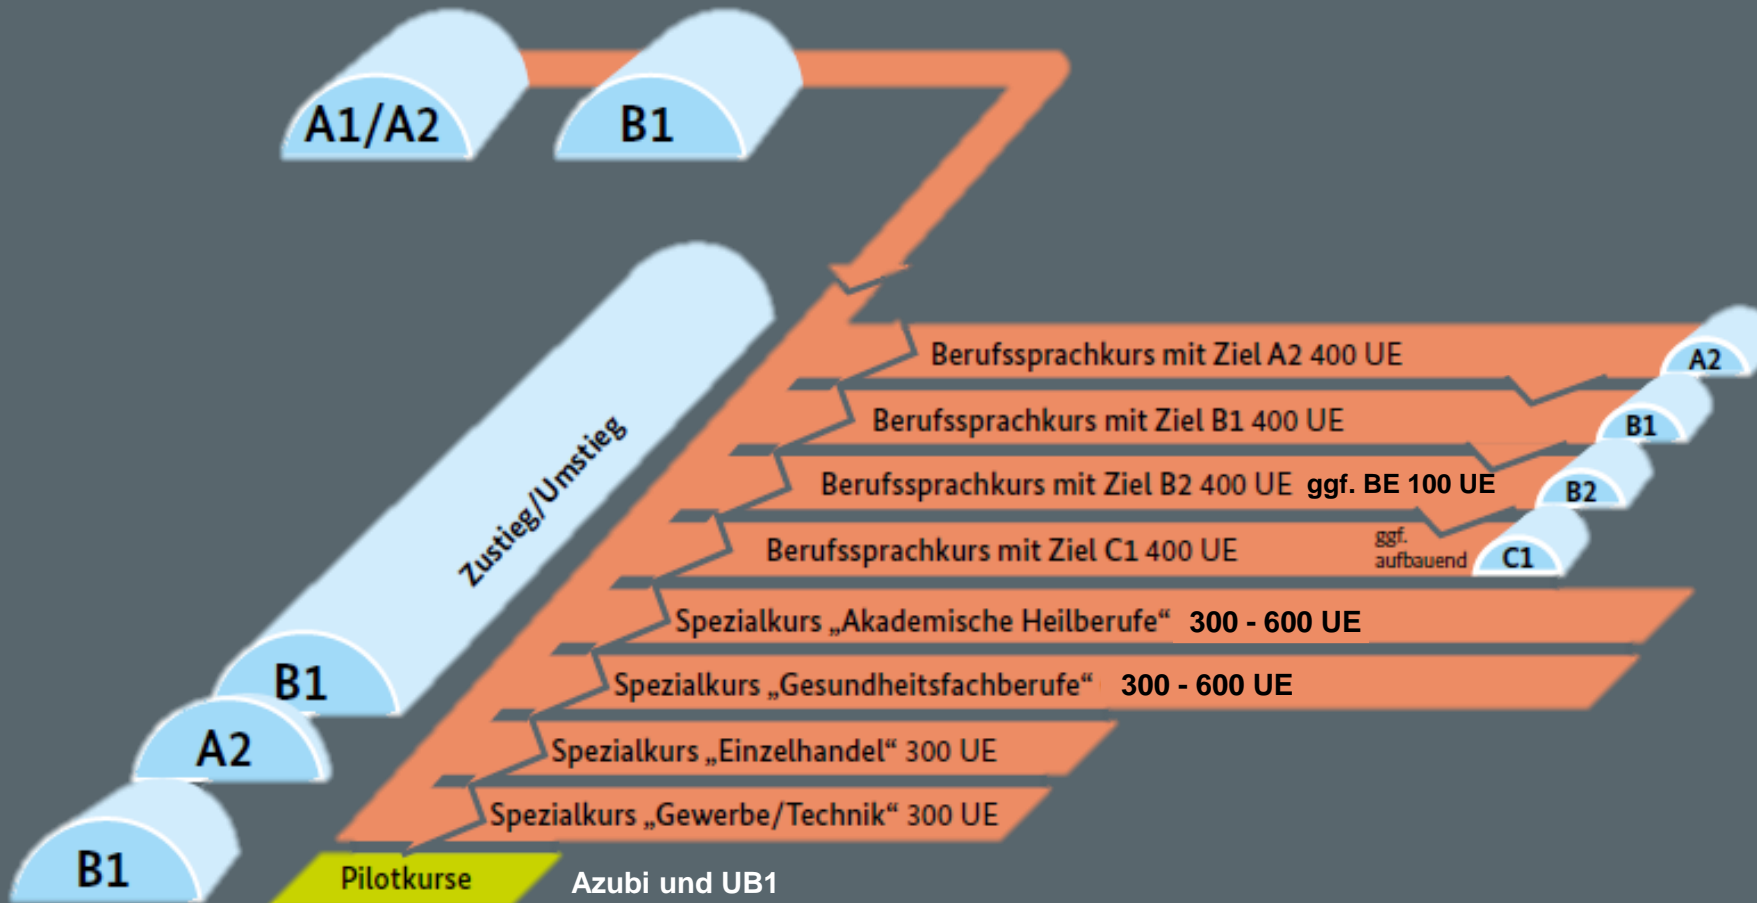 A1/A2
B1
Zustieg/Umstieg
Berufssprachkurs mit Ziel A2 400 UE
A2
Berufssprachkurs mit Ziel B1 400 UE
B1
Berufssprachkurs mit Ziel B2 400 UE ggf. BE 100 UE
B2
Berufssprachkurs mit Ziel C1 400 UE
ggf.
aufbauend
C1
Spezialkurs „Akademische Heilberufe“ 300 - 600 UE
Spezialkurs „Gesundheitsfachberufe“ 300 - 600 UE
Spezialkurs „Einzelhandel“ 300 UE
Spezialkurs „Gewerbe/Technik“ 300 UE
B1
A2
B1
Pilotkurse
Azubi und UB1